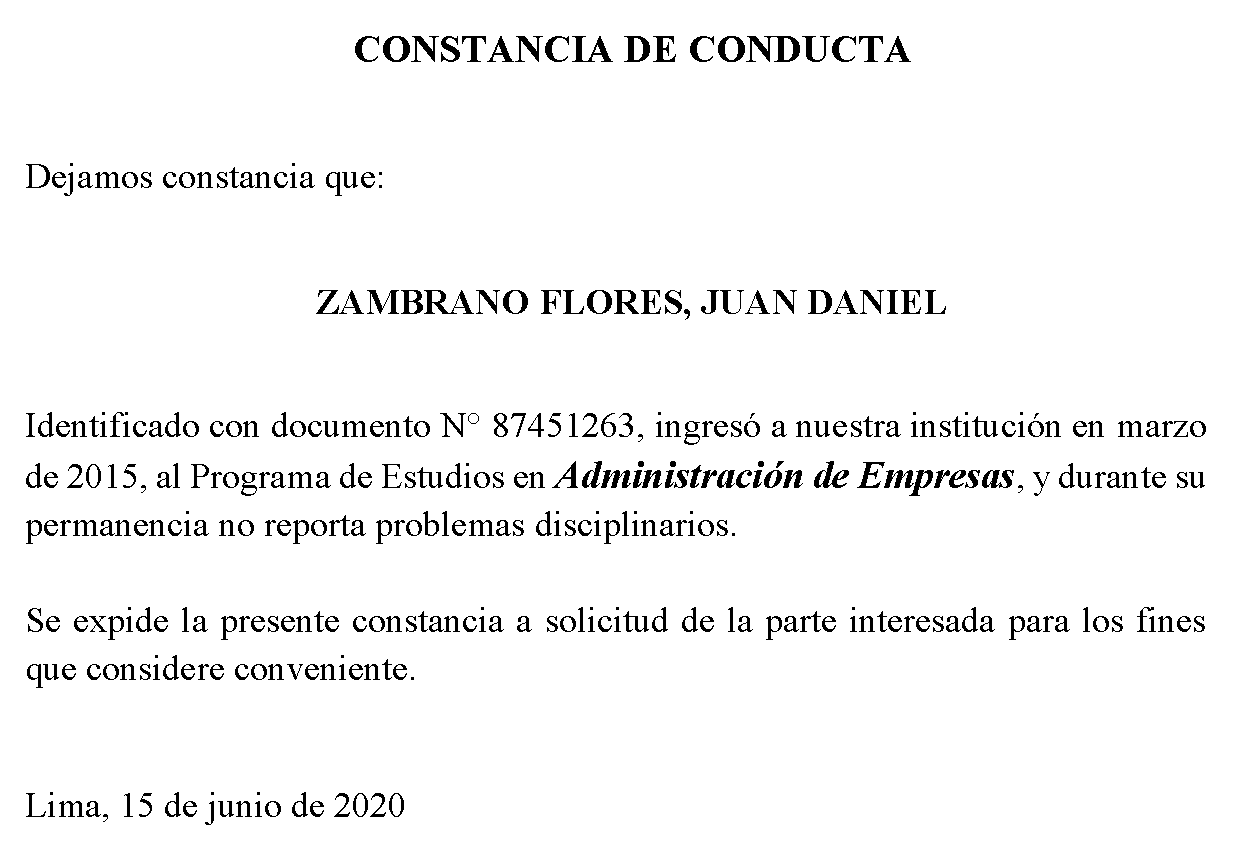 CONSTANCIA DE CONDUCTA
Dejamos constancia que:
ZAMBRANO FLORES, JUAN DANIEL
Identificado con documento N° 87451263, ingresó a nuestra institución en marzo
de 2015, al Programa de Estudios en Administración de Empresas, y durante su
permanencia no reporta problemas disciplinarios.
Se expide la presente constancia a solicitud de la parte interesada para los fines
que considere conveniente.
Lima, 15 de junio de 2020